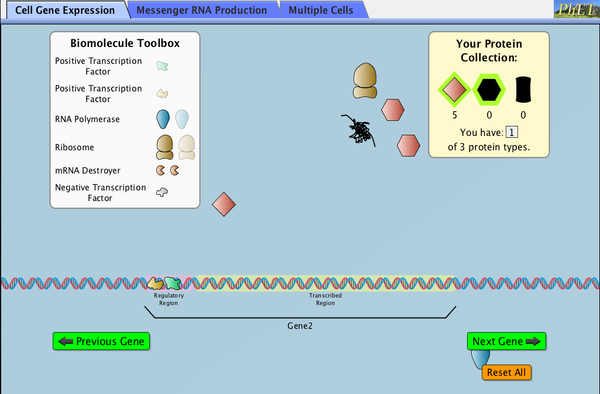 Cell Gene Expression
Messenger RNA Production
Multiple Cells
PhET
Biomolecule Toolbox
Positive Transcription
Factor
Positive Transcription
Factor
RNA Polymerase
Ribosome
mRNA Destroyer
Negative Transcription
Factor
Your Protein
Collection:
5
0
0
You have: 1
of 3 protein types.
Regulatory
Region
Transcribed
Region
Gene2
Previous Gene
Next Gene
Reset All